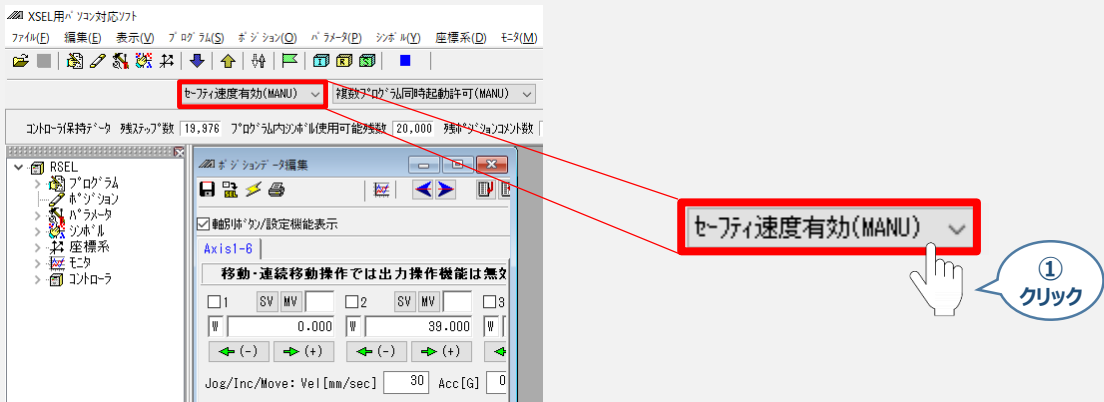 XSEL用ﾊﾟｿｺﾝ対応ｿﾌﾄ
ﾌｧｲﾙ(F) 編集(E) 表示(V) ﾌﾟﾛｸﾞﾗﾑ(S) ﾎﾟｼﾞｼｮﾝ(O) ﾊﾟﾗﾒｰﾀ(P) ｼﾝﾎﾞﾙ(Y) 座標系(D) ﾓﾆﾀ(M)
ｾｰﾌﾃｨ速度有効(MANU) 複数ﾌﾟﾛｸﾞﾗﾑ同時起動許可(MANU)
ｺﾝﾄﾛｰﾗ保持ﾃﾞｰﾀ 残ｽﾃｯﾌﾟ数 19,976 ﾌﾟﾛｸﾞﾗﾑ内ｼﾝﾎﾞﾙ使用可能残数 20,000 残ﾎﾟｼﾞｼｮﾝｺﾒﾝﾄ数
RSEL
ﾌﾟﾛｸﾞﾗﾑ
ﾎﾟｼﾞｼｮﾝ
ﾊﾟﾗﾒｰﾀ
ｼﾝﾎﾞﾙ
座標系
ﾓﾆﾀ
ｺﾝﾄﾛｰﾗ
ﾎﾟｼﾞｼｮﾝﾃﾞｰﾀ編集
軸別ﾎﾞﾀﾝ/設定機能表示
Axis1-6
移動・連続移動操作では出力操作機能は無効
1 SV MV 2 SV MV 3
W 0.000 W 39.000 W
(-) (+) (-) (+)
Jog/Inc/Move: Vel[mm/sec] 30 Acc[G] 0
ｾｰﾌﾃｨ速度有効(MANU)
①
クリック